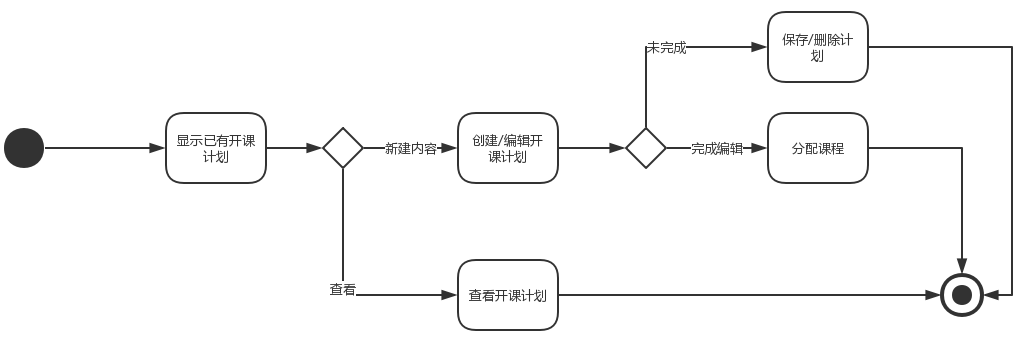 未完成
保存/删除计
划
显示已有开课
计划
新建内容
创建/编辑开
课计划
完成编辑
分配课程
查看
查看开课计划